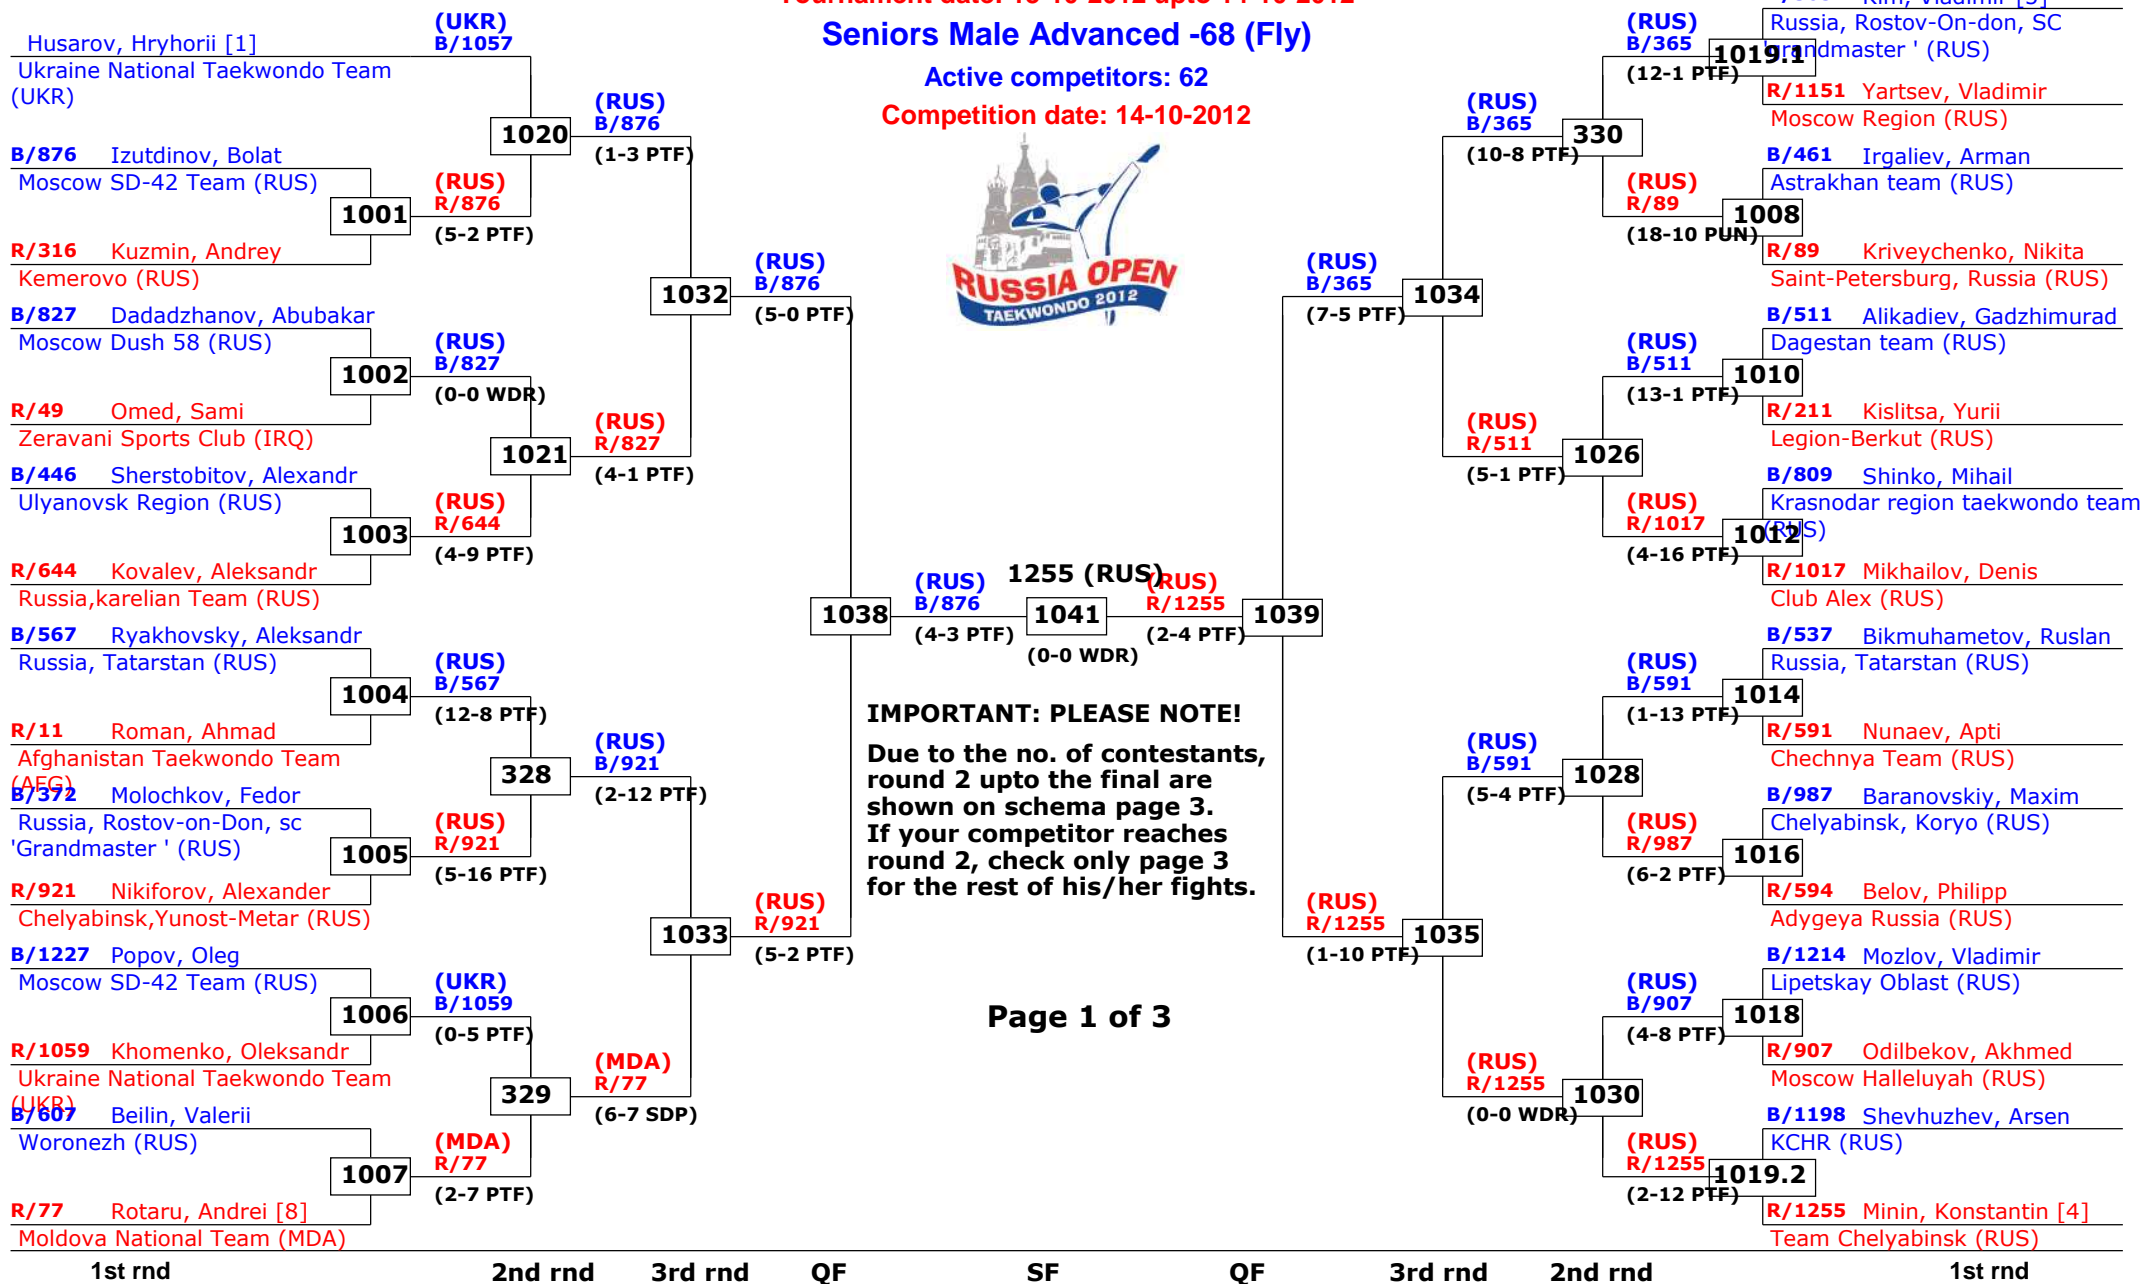 Tournament date: 13-10-2012 upto 14-10-2012
Seniors Male Advanced -68 (Fly)
Active competitors: 62
Competition date: 14-10-2012
RUSSIA OPEN
TAEKWONDO 2012
Husarov, Hryhorii [1]
Ukraine National Taekwondo Team
(UKR)
B/876 Izutdinov, Bolat
Moscow SD-42 Team (RUS)
1001
R/316 Kuzmin, Andrey
Kemerovo (RUS)
B/827 Dadadzhanov, Abubakar
Moscow Dush 58 (RUS)
1002
R/49 Omed, Sami
Zeravani Sports Club (IRQ)
B/446 Sherstobitov, Alexandr
Ulyanovsk Region (RUS)
1003
R/644 Kovalev, Aleksandr
Russia,karelian Team (RUS)
B/567 Ryakhovsky, Aleksandr
Russia, Tatarstan (RUS)
1004
R/11 Roman, Ahmad
Afghanistan Taekwondo Team
(AFG)
B/372 Molochkov, Fedor
Russia, Rostov-on-Don, sc
'Grandmaster ' (RUS)
1005
R/921 Nikiforov, Alexander
Chelyabinsk,Yunost-Metar (RUS)
B/1227 Popov, Oleg
Moscow SD-42 Team (RUS)
1006
R/1059 Khomenko, Oleksandr
Ukraine National Taekwondo Team
(UKR)
B/607 Beilin, Valerii
Woronezh (RUS)
1007
R/77 Rotaru, Andrei [8]
Moldova National Team (MDA)
(UKR)
B/1057
1020
(RUS)
R/876
(5-2 PTF)
(RUS)
B/827
(0-0 WDR)
1021
(RUS)
R/644
(4-9 PTF)
(RUS)
B/567
(12-8 PTF)
328
(RUS)
R/921
(5-16 PTF)
(UKR)
B/1059
(0-5 PTF)
329
(MDA)
R/77
(2-7 PTF)
(RUS)
B/876
(1-3 PTF)
1032
(RUS)
R/827
(4-1 PTF)
(RUS)
B/921
(2-12 PTF)
1033
(MDA)
R/77
(6-7 SDP)
(RUS)
B/876
(5-0 PTF)
1038
(RUS)
R/921
(5-2 PTF)
(RUS)
B/876
(4-3 PTF)
1255 (RUS)
1041
(0-0 WDR)
(RUS)
R/1255
(2-4 PTF)
IMPORTANT: PLEASE NOTE!
Due to the no. of contestants,
round 2 upto the final are
shown on schema page 3.
If your competitor reaches
round 2, check only page 3
for the rest of his/her fights.
Page 1 of 3
(RUS)
B/365
(7-5 PTF)
1039
(RUS)
R/1255
(1-10 PTF)
(RUS)
B/365
(10-8 PTF)
1034
(RUS)
R/511
(5-1 PTF)
(RUS)
B/591
(5-4 PTF)
1035
(RUS)
R/1255
(0-0 WDR)
(RUS)
B/365
(12-1 PTF)
330
(RUS)
R/89
(18-10 PUN)
(RUS)
B/511
(13-1 PTF)
1026
(RUS)
R/1017
(4-16 PTF)
(RUS)
B/591
(1-13 PTF)
1028
(RUS)
R/987
(6-2 PTF)
(RUS)
B/907
(4-8 PTF)
1030
(RUS)
R/1255
(2-12 PTF)
Kim, Vladimir
Russia, Rostov-On-don, SC
'grandmaster ' (RUS)
1019.1
R/1151 Yartsev, Vladimir
Moscow Region (RUS)
B/461 Irgaliev, Arman
Astrakhan team (RUS)
1008
R/89 Kriveychenko, Nikita
Saint-Petersburg, Russia (RUS)
B/511 Alikadiev, Gadzhimurad
Dagestan team (RUS)
1010
R/211 Kislitsa, Yurii
Legion-Berkut (RUS)
B/809 Shinko, Mihail
Krasnodar region taekwondo team
(RUS)
1012
R/1017 Mikhailov, Denis
Club Alex (RUS)
B/537 Bikmuhametov, Ruslan
Russia, Tatarstan (RUS)
1014
R/591 Nunaev, Apti
Chechnya Team (RUS)
B/987 Baranovskiy, Maxim
Chelyabinsk, Koryo (RUS)
1016
R/594 Belov, Philipp
Adygeya Russia (RUS)
B/1214 Mozlov, Vladimir
Lipetskay Oblast (RUS)
1018
R/907 Odilbekov, Akhmed
Moscow Halleluyah (RUS)
B/1198 Shevhuzhev, Arsen
KCHR (RUS)
1019.2
R/1255 Minin, Konstantin [4]
Team Chelyabinsk (RUS)
1st rnd 2nd rnd 3rd rnd QF SF QF 3rd rnd 2nd rnd 1st rnd